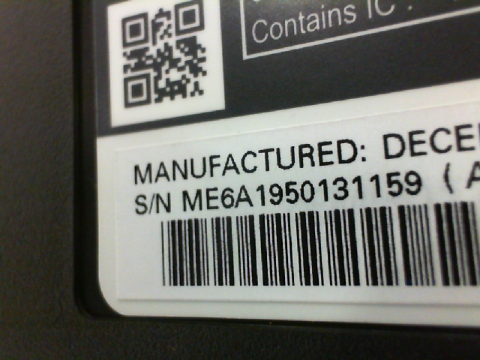 Contains IC :
MANUFACTURED: DECE
S/N ME6A1950131159 ( A